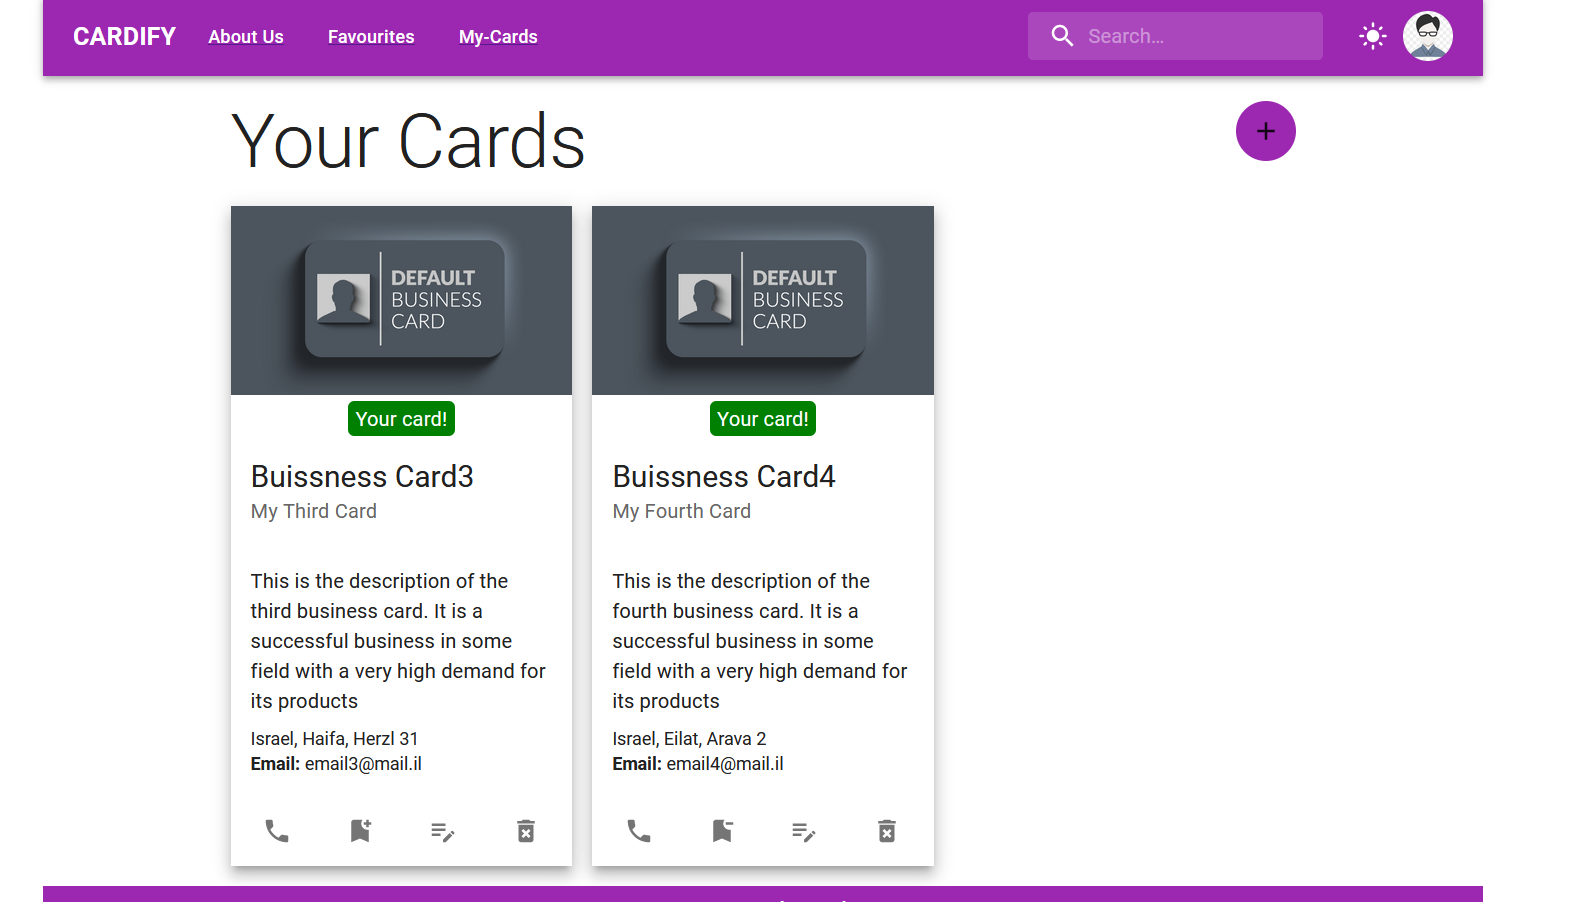 CARDIFY About Us Favourites My-Cards Search...
Your Cards
DEFAULT
BUSINESS
CARD
Your card!
Buissness Card3
My Third Card
This is the description of the
third business card. It is a
successful business in some
field with a very high demand for
its products
Israel, Haifa, Herzl 31
Email: email3@mail.il
DEFAULT
BUSINESS
CARD
Your card!
Buissness Card4
My Fourth Card
This is the description of the
fourth business card. It is a
successful business in some
field with a very high demand for
its products
Israel, Eilat, Arava 2
Email: email4@mail.il